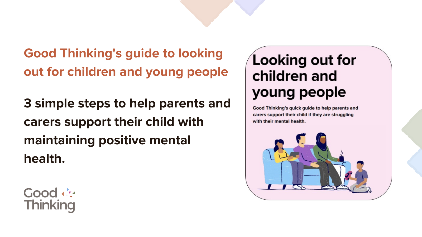 Good Thinking's guide to looking
out for children and young people
3 simple steps to help parents and
carers support their child with
maintaining positive mental
health.
Good
Thinking
Looking out for
children and
young people
Good Thinking's quick guide to help parents and
carers support their child if they are struggling
with their mental health.